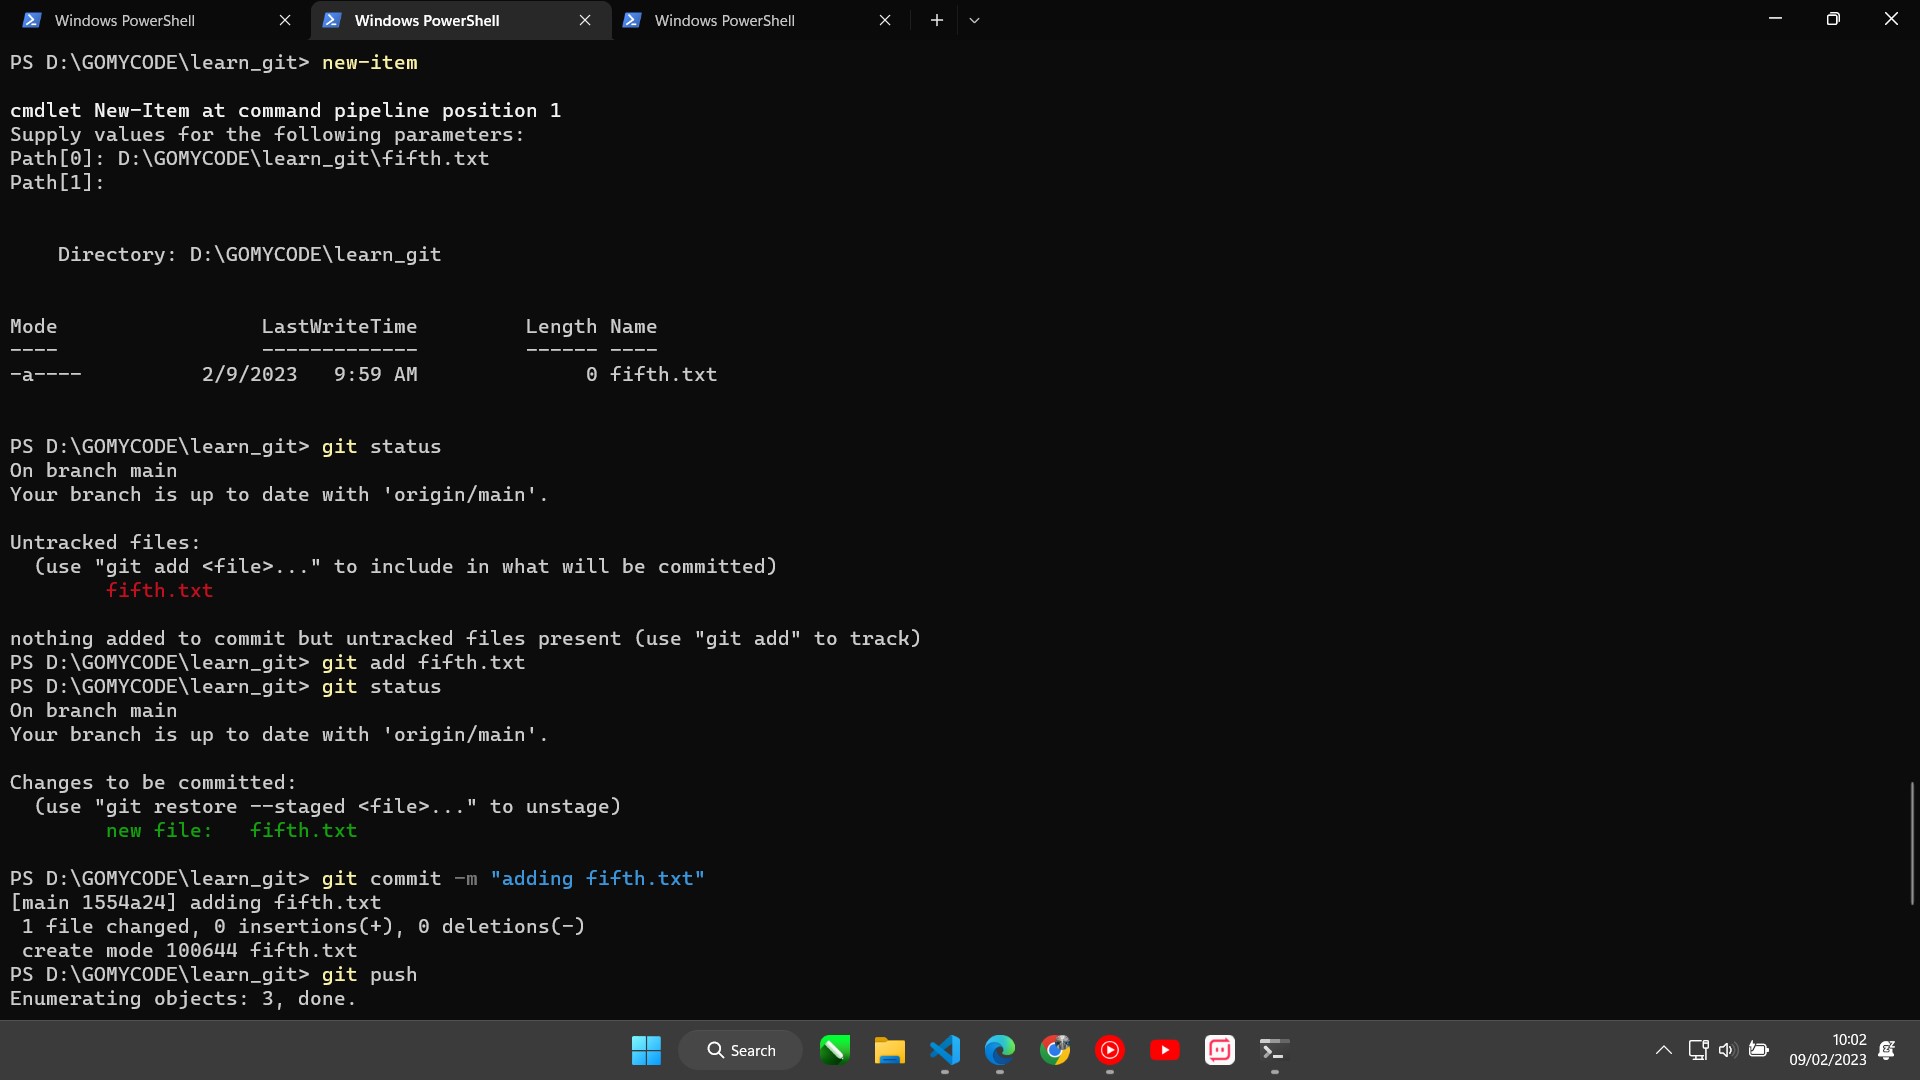 Windows PowerShell
Windows PowerShell
Windows PowerShell
PS D:\GOMYCODE\learn_git> new-item
cmdlet New-Item at command pipeline position 1
Supply values for the following parameters:
Path[0]: D:\GOMYCODE\learn_git\fifth.txt
Path[1]:
Directory: D:\GOMYCODE\learn_git
Mode LastWriteTime Length Name
---- ------------- ------ ----
-a---- 2/9/2023 9:59 AM 0 fifth.txt
PS D:\GOMYCODE\learn_git> git status
On branch main
Your branch is up to date with 'origin/main'.
Untracked files:
(use "git add <file>..." to include in what will be committed)
fifth.txt
nothing added to commit but untracked files present (use "git add" to track)
PS D:\GOMYCODE\learn_git> git add fifth.txt
PS D:\GOMYCODE\learn_git> git status
On branch main
Your branch is up to date with 'origin/main'.
Changes to be committed:
(use "git restore --staged <file>..." to unstage)
new file: fifth.txt
PS D:\GOMYCODE\learn_git> git commit -m "adding fifth.txt"
[main 1554a24] adding fifth.txt
1 file changed, 0 insertions(+), 0 deletions(-)
create mode 100644 fifth.txt
PS D:\GOMYCODE\learn_git> git push
Enumerating objects: 3, done.
Search
10:02
09/02/2023